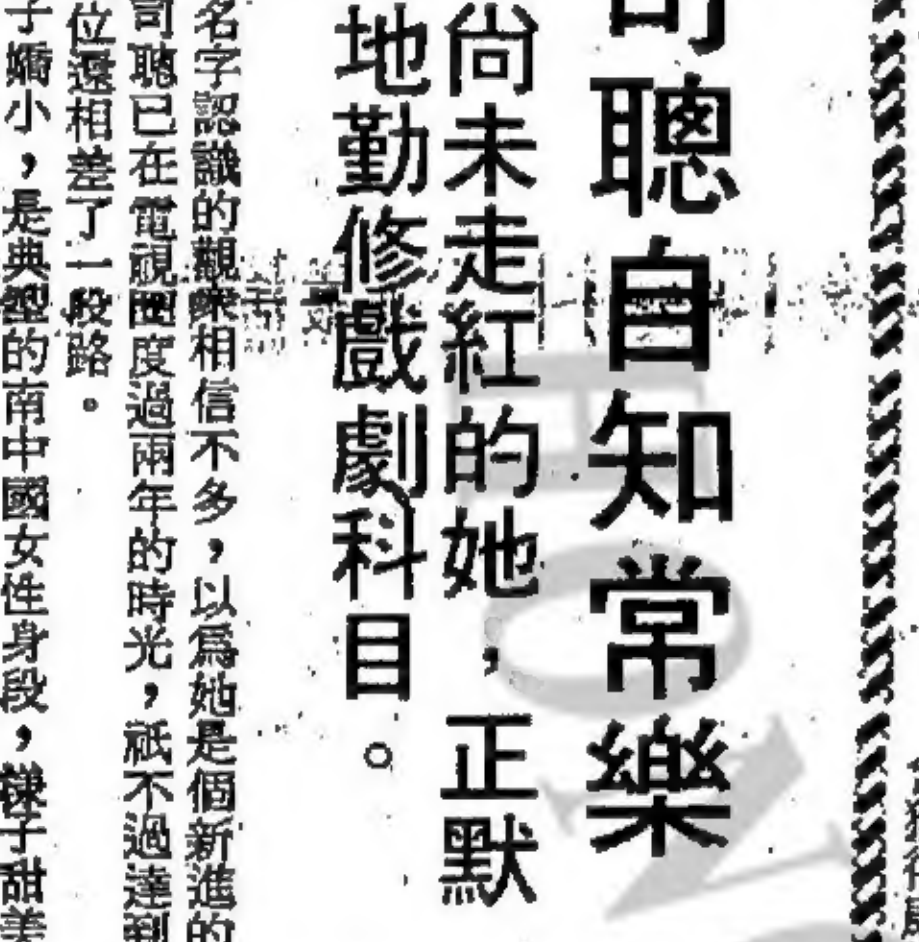 司聰自知常樂
尚未走紅的她，正默
地勤修戲劇科目。
名字認識的觀衆相信不多，以爲她是個新進的
司聰已在電視圈度過兩年的時光，祇不過達到
位還相差了一段路。
子嬌小，是典型的南中國女性身段，樣子甜美